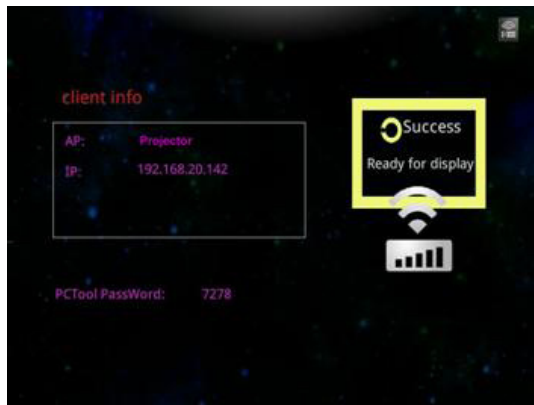 client info
AP: Projector
IP: 192.168.20.142
Success
Ready for display
PCTool PassWord: 7278